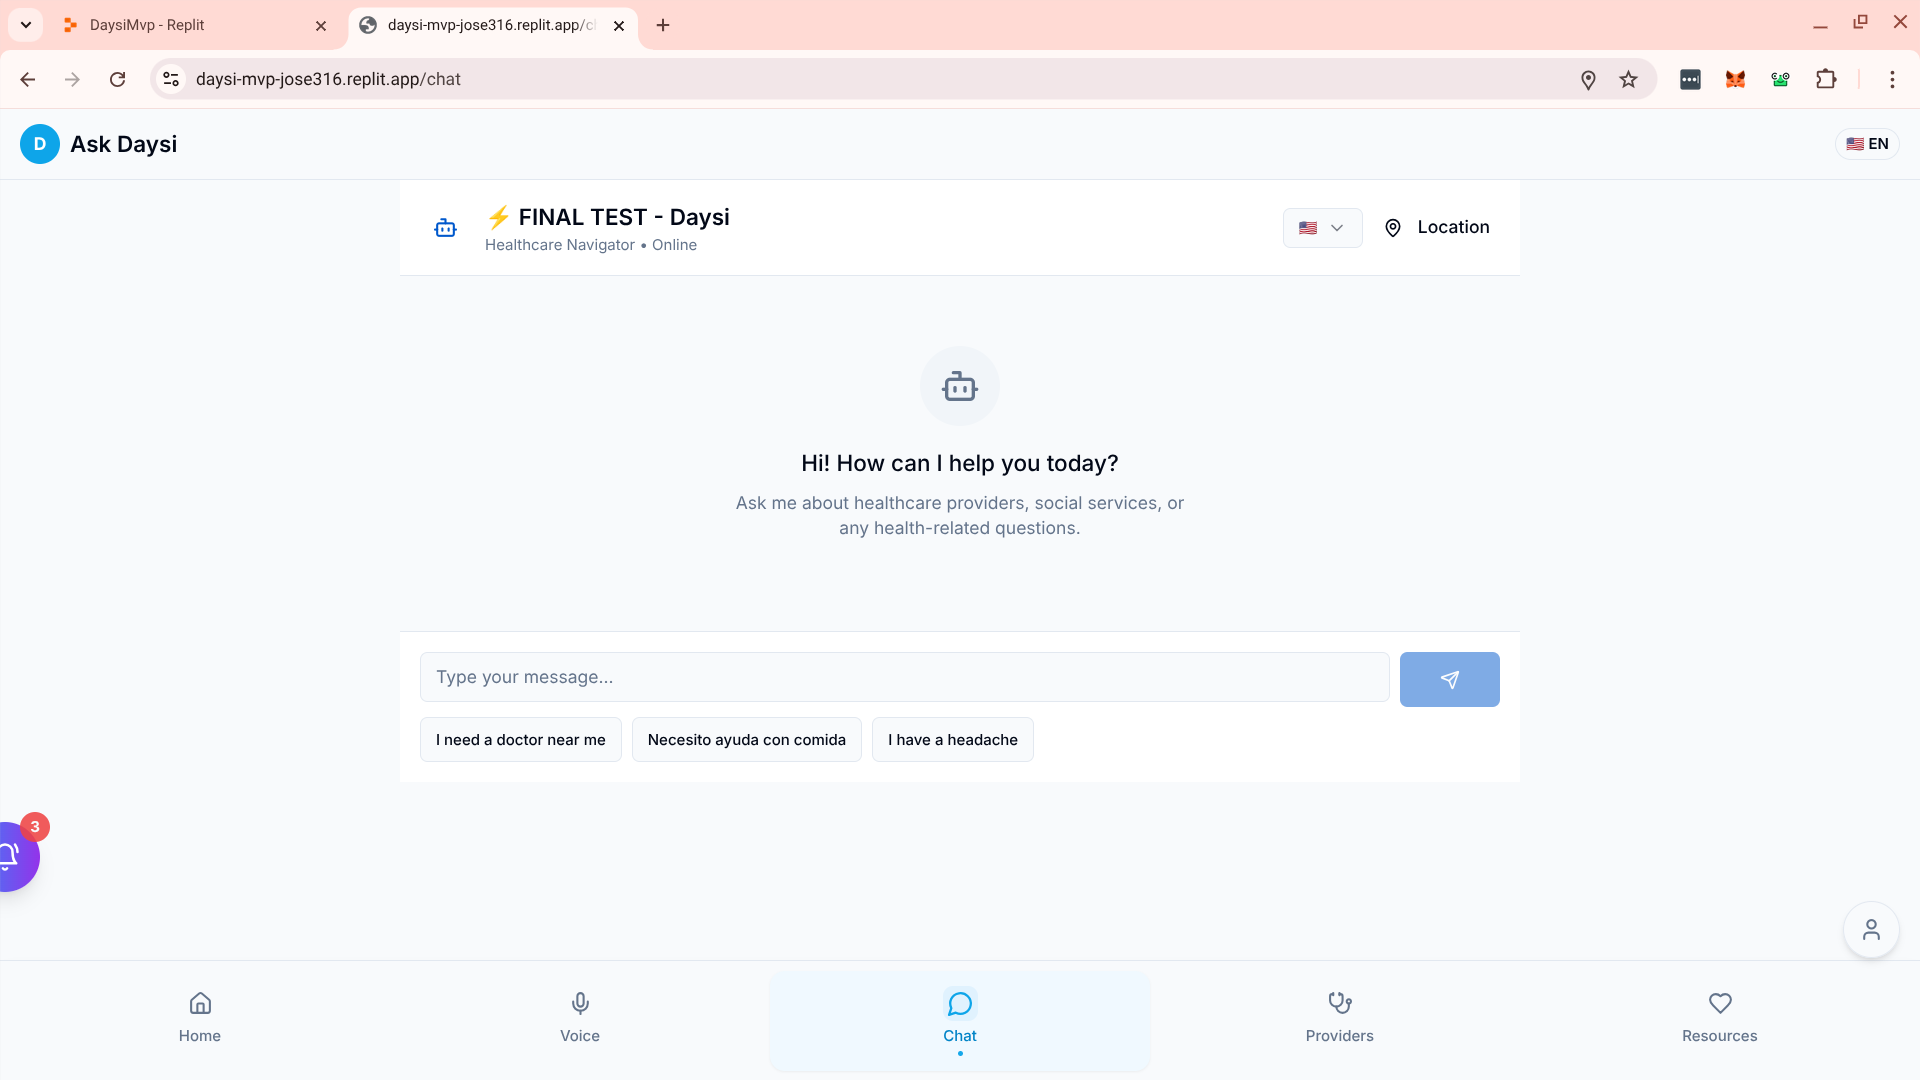 DaysiMvp - Replit
daysi-mvp-jose316.replit.app/c
daysi-mvp-jose316.replit.app/chat
D
Ask Daysi
🇺🇸 EN
⚡ FINAL TEST - Daysi
Healthcare Navigator • Online
🇺🇸
Location
Hi! How can I help you today?
Ask me about healthcare providers, social services, or
any health-related questions.
Type your message...
I need a doctor near me
Necesito ayuda con comida
I have a headache
3
Home
Voice
Chat
Providers
Resources